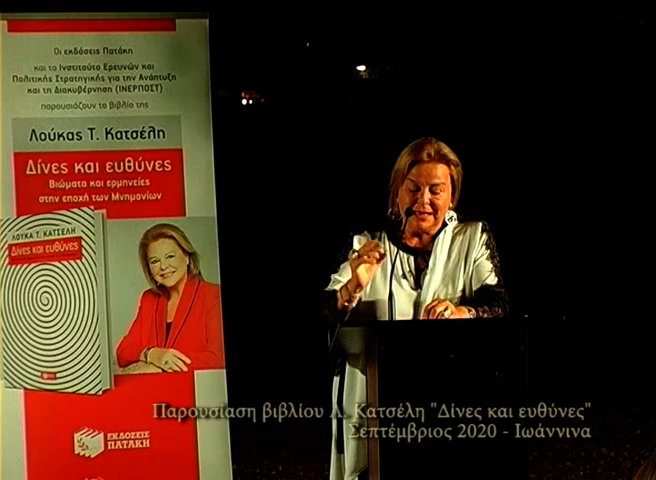 Οι εκδόσεις Πατάκη
και το Ινστιτούτο Ερευνών και
Πολιτικής Στρατηγικής για την Ανάπτυξη
και τη Διακυβέρνηση (ΙΝΕΡΠΟΣΤ)
παρουσιάζουν το βιβλίο της
Λούκας Τ. Κατσέλη
Δίνες και ευθύνες
Βιώματα και ερμηνείες
στην εποχή των Μνημονίων
ΛΟΥΚΑ Τ. ΚΑΤΣΕΛΗ
Δίνες και ευθύνες
ΕΚΔΟΣΕΙΣ
ΠΑΤΑΚΗ
Παρουσίαση βιβλίου Λ. Κατσέλη "Δίνες και ευθύνες"
Σεπτέμβριος 2020 - Ιωάννινα